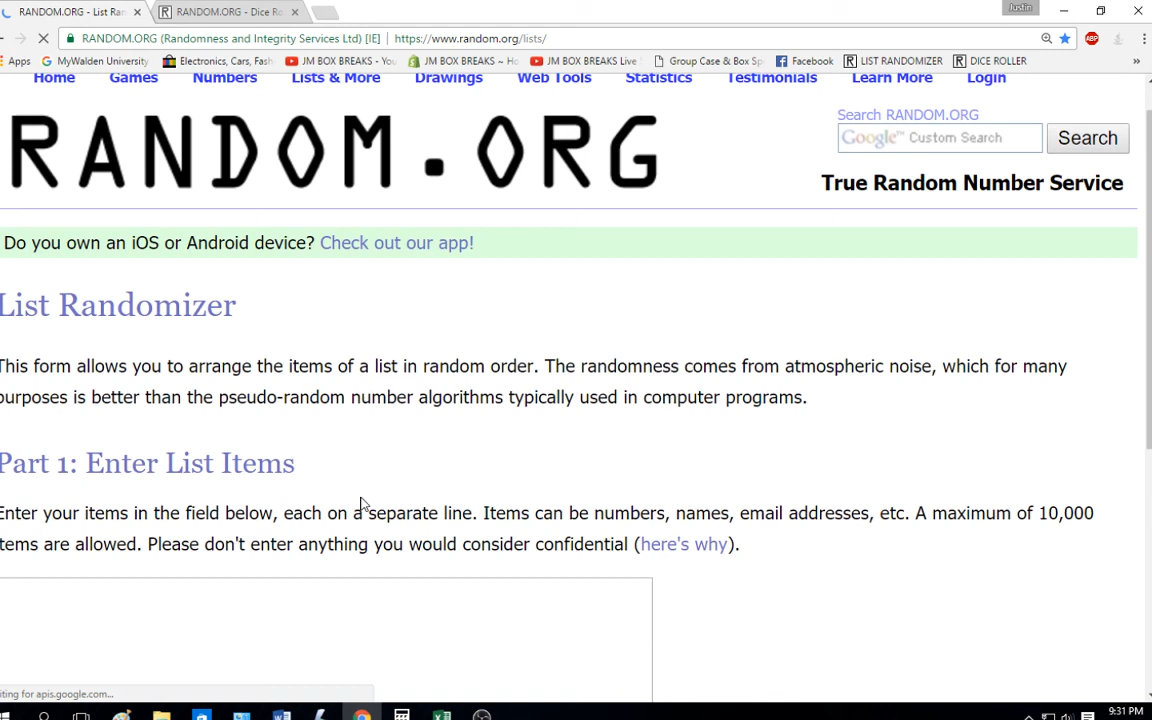 RANDOM.ORG - List Ra
RANDOM.ORG - Dice Ro
Justin
RANDOM.ORG (Randomness and Integrity Services Ltd) [IE] | https://www.random.org/lists/
ABP
Apps MyWalden University Electronics, Cars, Fash JM BOX BREAKS - You JM BOX BREAKS ~ Ho JM BOX BREAKS Live Group Case & Box Sp Facebook LIST RANDOMIZER DICE ROLLER »
Home Games Numbers Lists & More Drawings Web Tools Statistics Testimonials Learn More Login
RANDOM.ORG
Search RANDOM.ORG
Google™ Custom Search Search
True Random Number Service
Do you own an iOS or Android device? Check out our app!
List Randomizer
This form allows you to arrange the items of a list in random order. The randomness comes from atmospheric noise, which for many
purposes is better than the pseudo-random number algorithms typically used in computer programs.
Part 1: Enter List Items
Enter your items in the field below, each on a separate line. Items can be numbers, names, email addresses, etc. A maximum of 10,000
items are allowed. Please don't enter anything you would consider confidential (here's why).
iting for apis.google.com...
9:31 PM